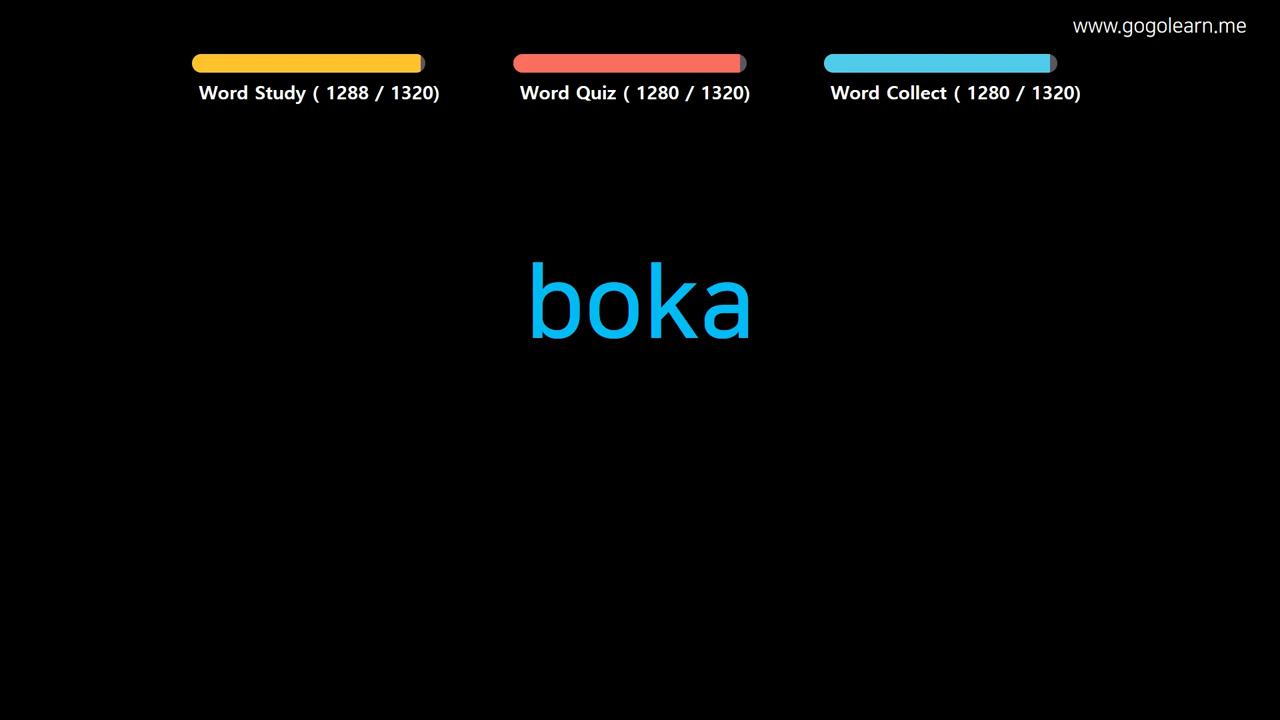 www.gogolearn.me
Word Study ( 1288 / 1320)
Word Quiz ( 1280 / 1320)
Word Collect ( 1280 / 1320)
boka